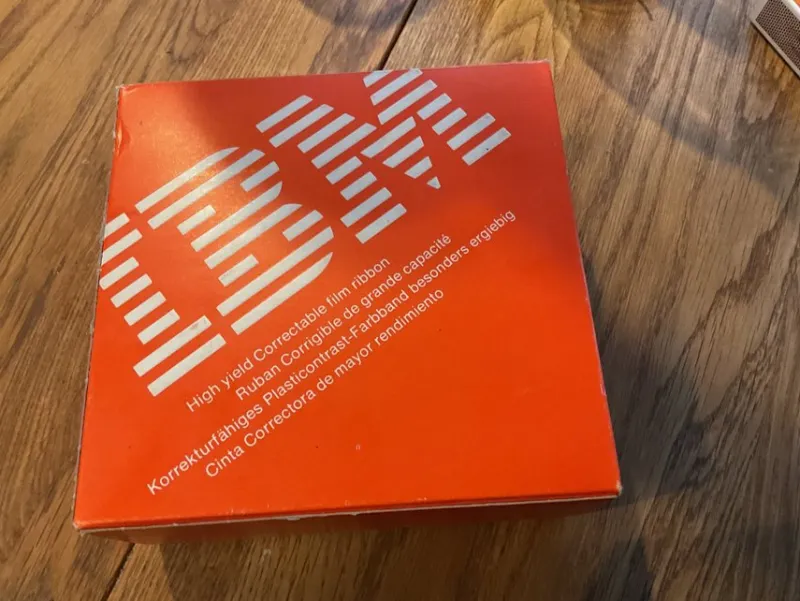 IBM
High yield Correctable film ribbon
Ruban Corrigible de grande capacité
Korrekturfähiges Plasticontrast-Farbband besonders ergiebig
Cinta Correctora de mayor rendimiento